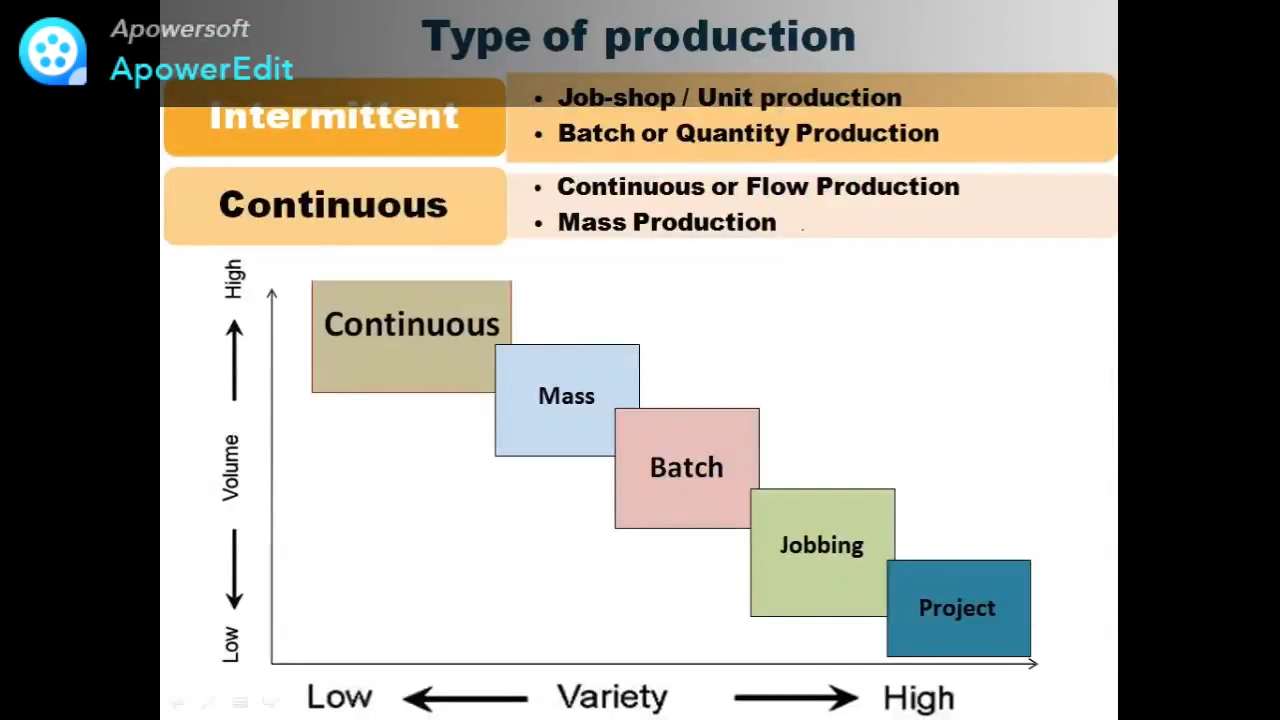 Apowersoft
ApowerEdit
Type of production
Intermittent
• Job-shop / Unit production
• Batch or Quantity Production
Continuous
• Continuous or Flow Production
• Mass Production
High
Volume
Low
Continuous
Mass
Batch
Jobbing
Project
Low
Variety
High